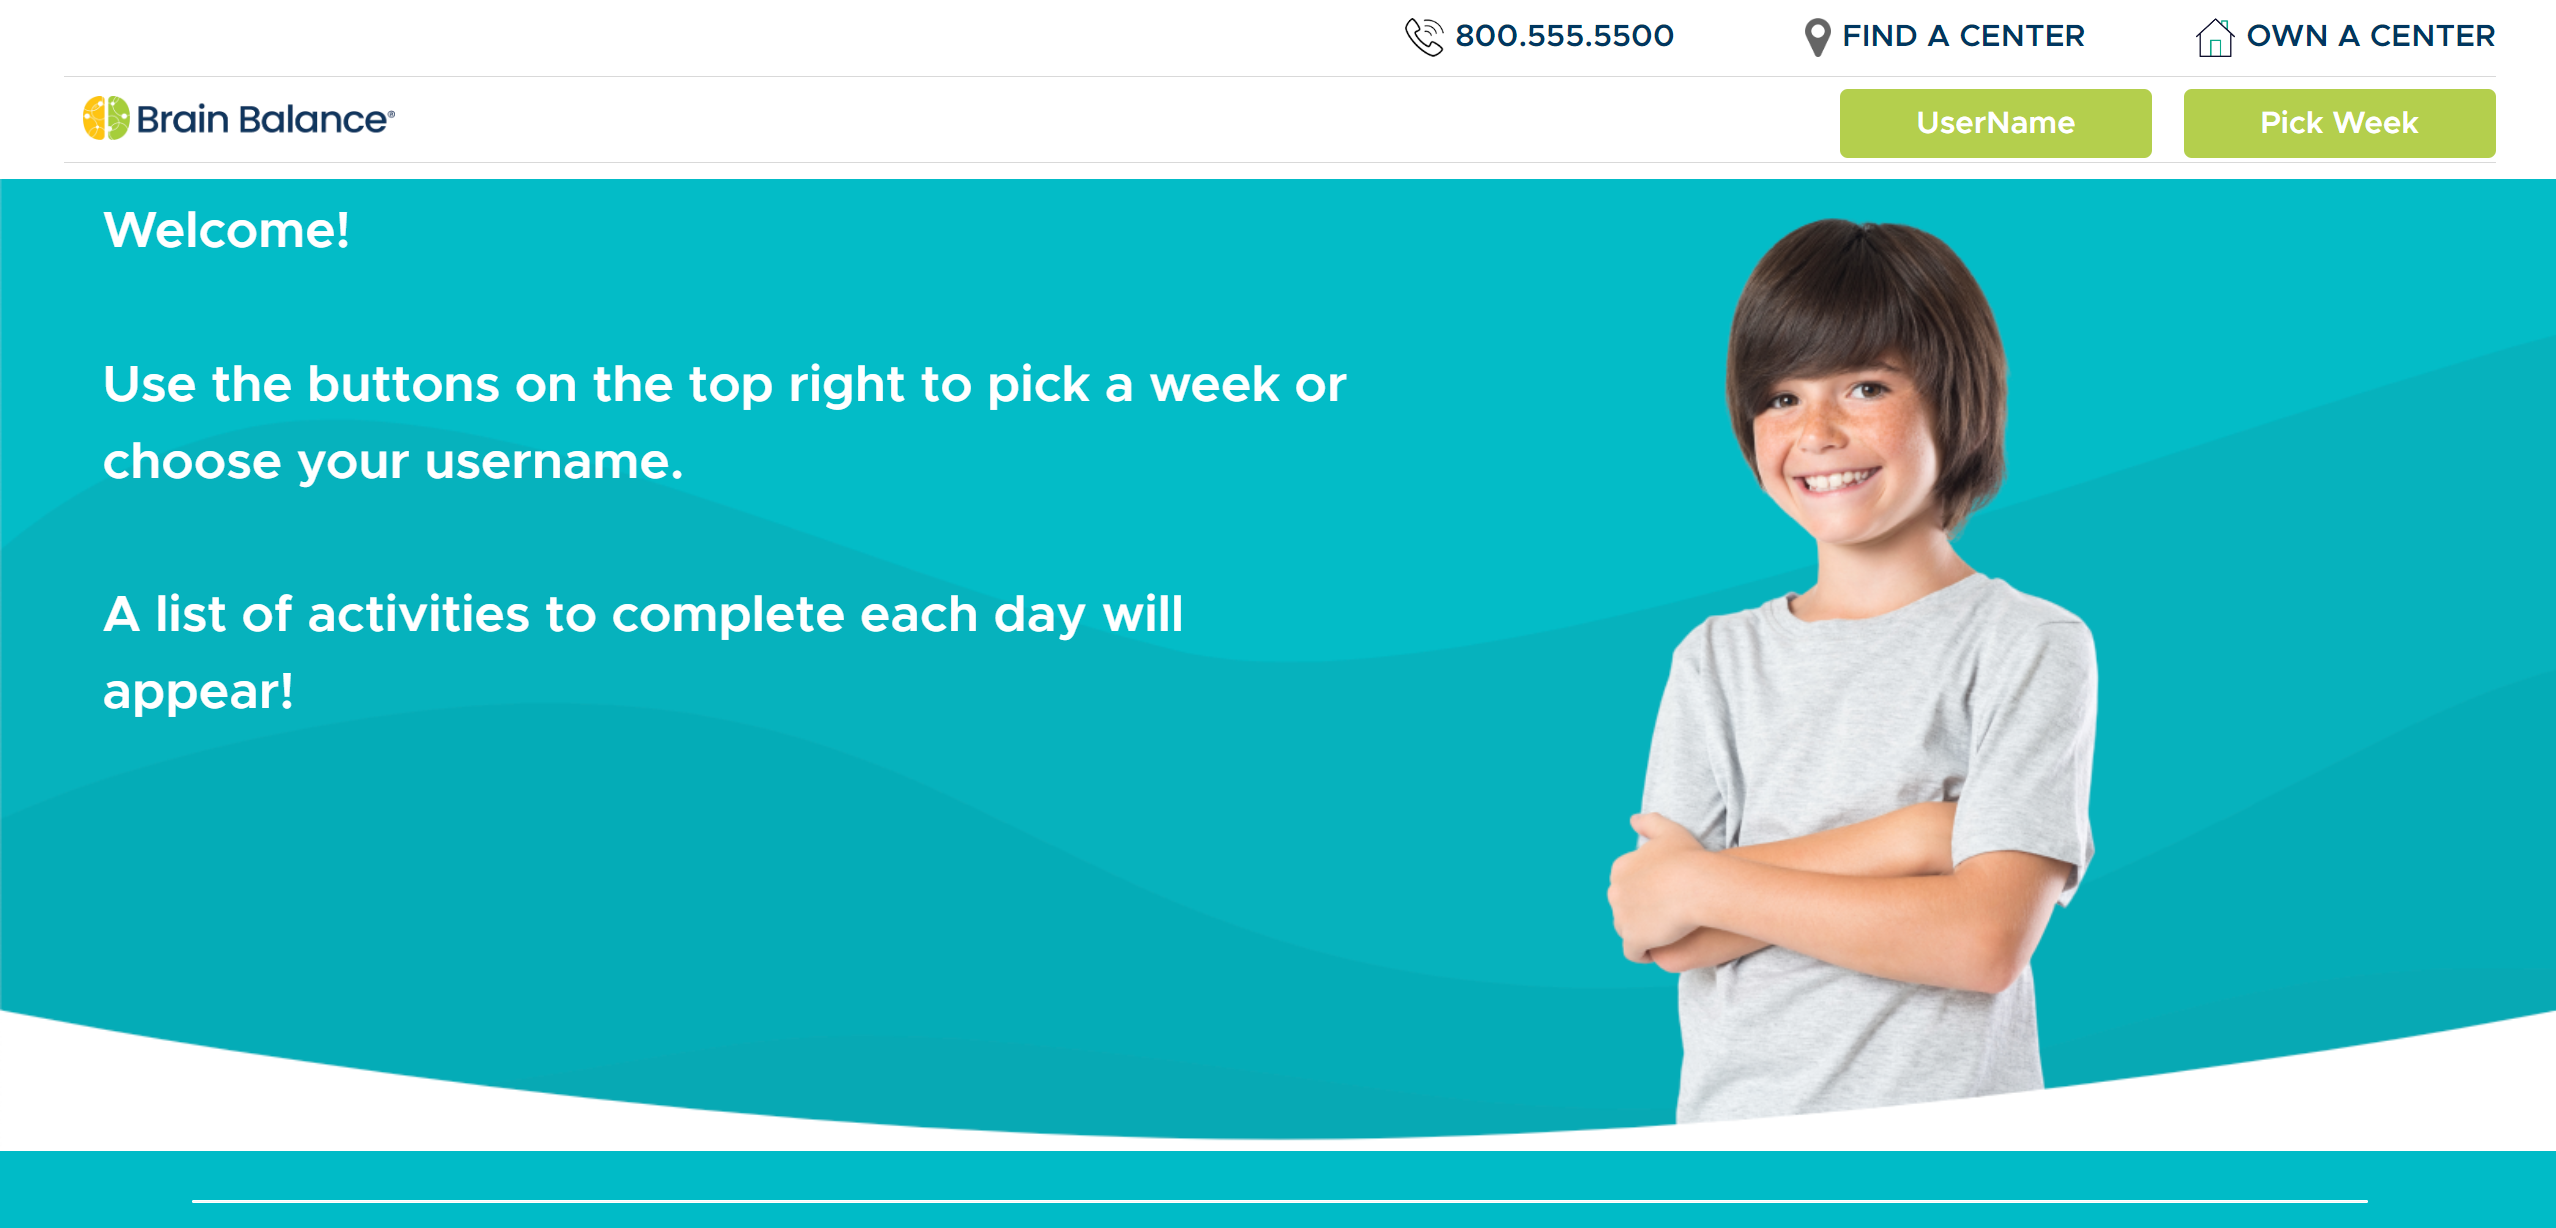 800.555.5500
FIND A CENTER
OWN A CENTER
Brain Balance®
UserName
Pick Week
Welcome!
Use the buttons on the top right to pick a week or
choose your username.
A list of activities to complete each day will
appear!